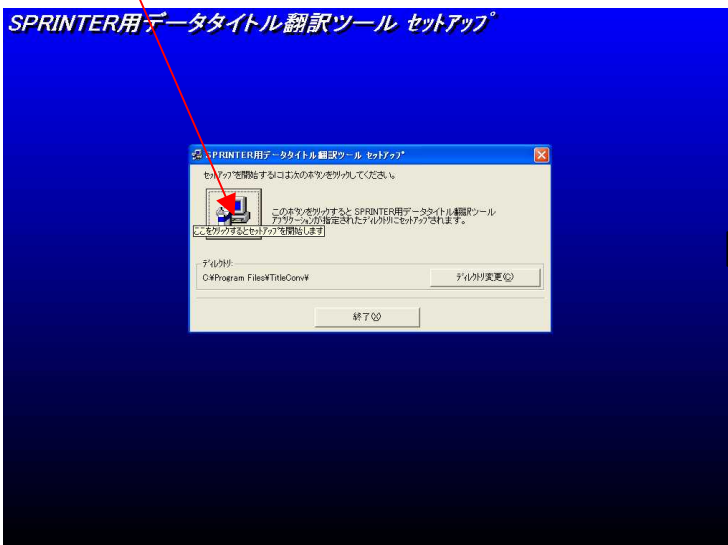 SPRINTER用データタイトル翻訳ツール ｾｯﾄｱｯﾌﾟ
SPRINTER用データタイトル翻訳ツール ｾｯﾄｱｯﾌﾟ
ｾｯﾄｱｯﾌﾟを開始するには次のﾎﾞﾀﾝをｸﾘｯｸしてください。
このﾎﾞﾀﾝをｸﾘｯｸすると SPRINTER用データタイトル翻訳ツール
ｱﾌﾟﾘｹｰｼｮﾝが指定されたﾃﾞｨﾚｸﾄﾘにｾｯﾄｱｯﾌﾟされます。
ここをｸﾘｯｸするとｾｯﾄｱｯﾌﾟを開始します
ﾃﾞｨﾚｸﾄﾘ:
C:¥Program Files¥TitleConv¥
ﾃﾞｨﾚｸﾄﾘ変更(C)
終了(X)